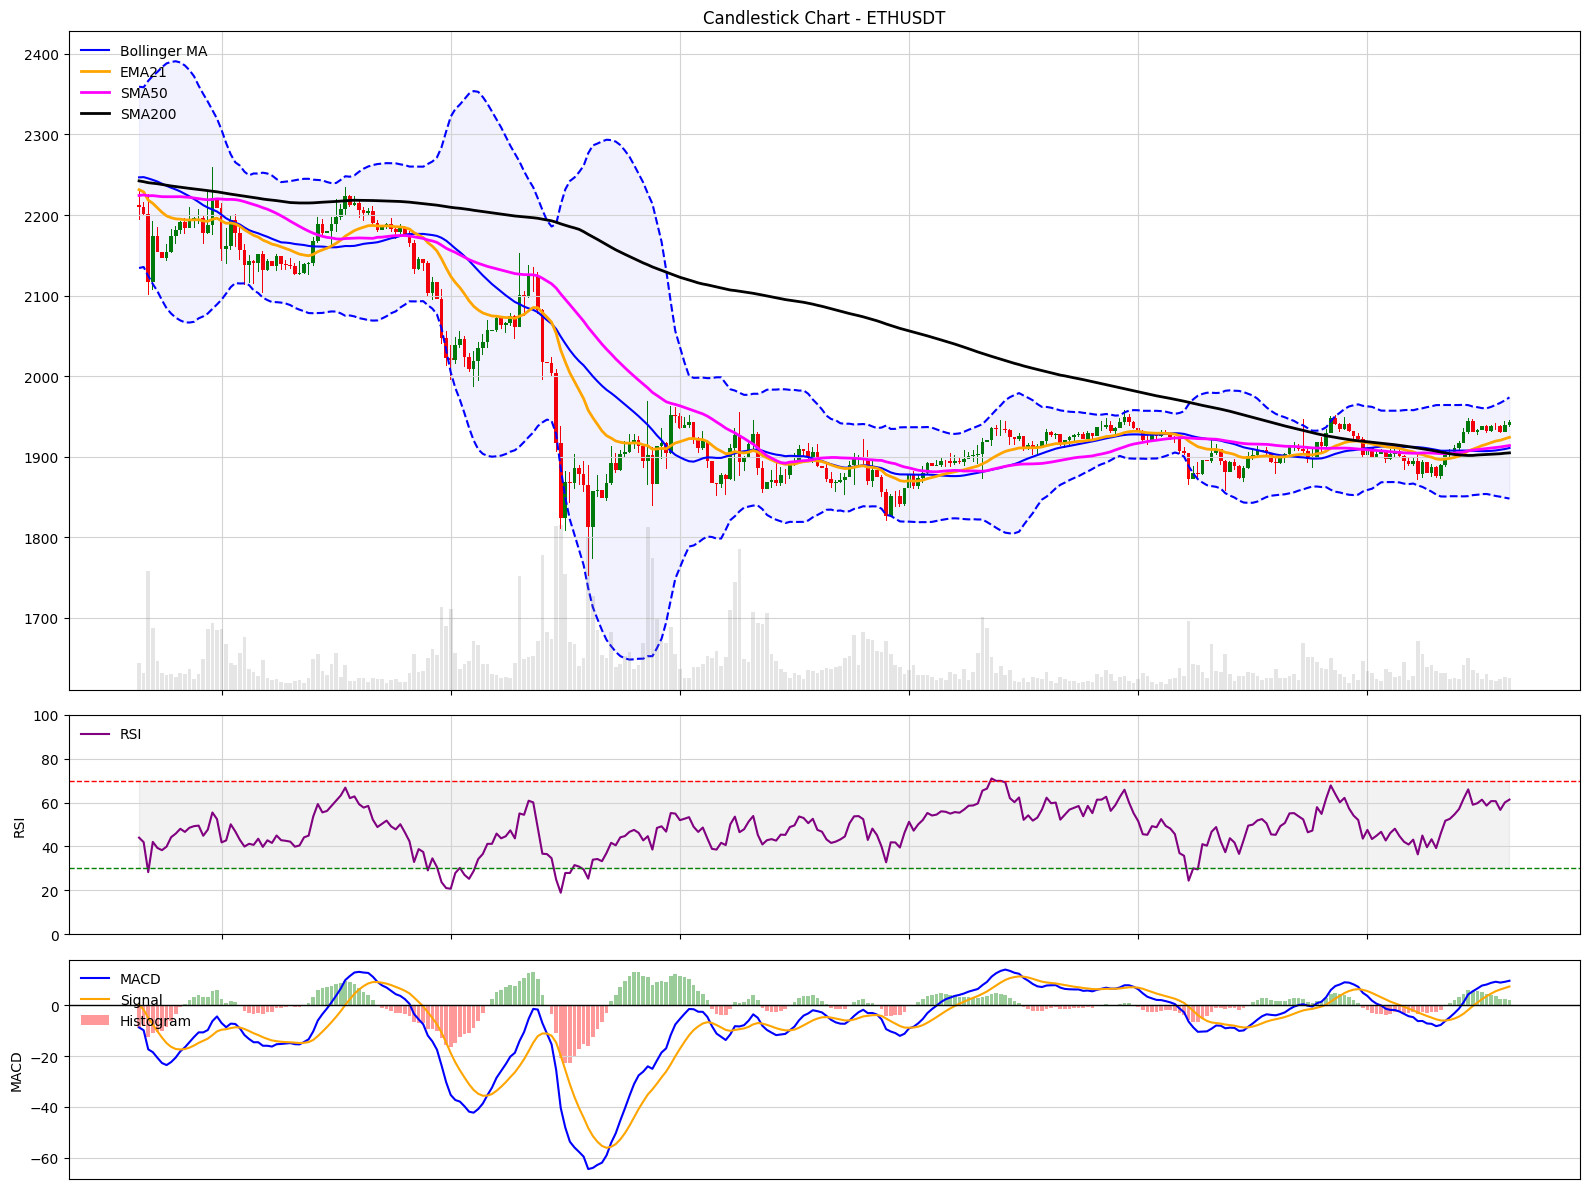 Candlestick Chart - ETHUSDT
Bollinger MA
EMA21
SMA50
SMA200
2400
2300
2200
2100
2000
1900
1800
1700
RSI
RSI
100
80
60
40
20
0
MACD
Signal
Histogram
MACD
0
−20
−40
−60